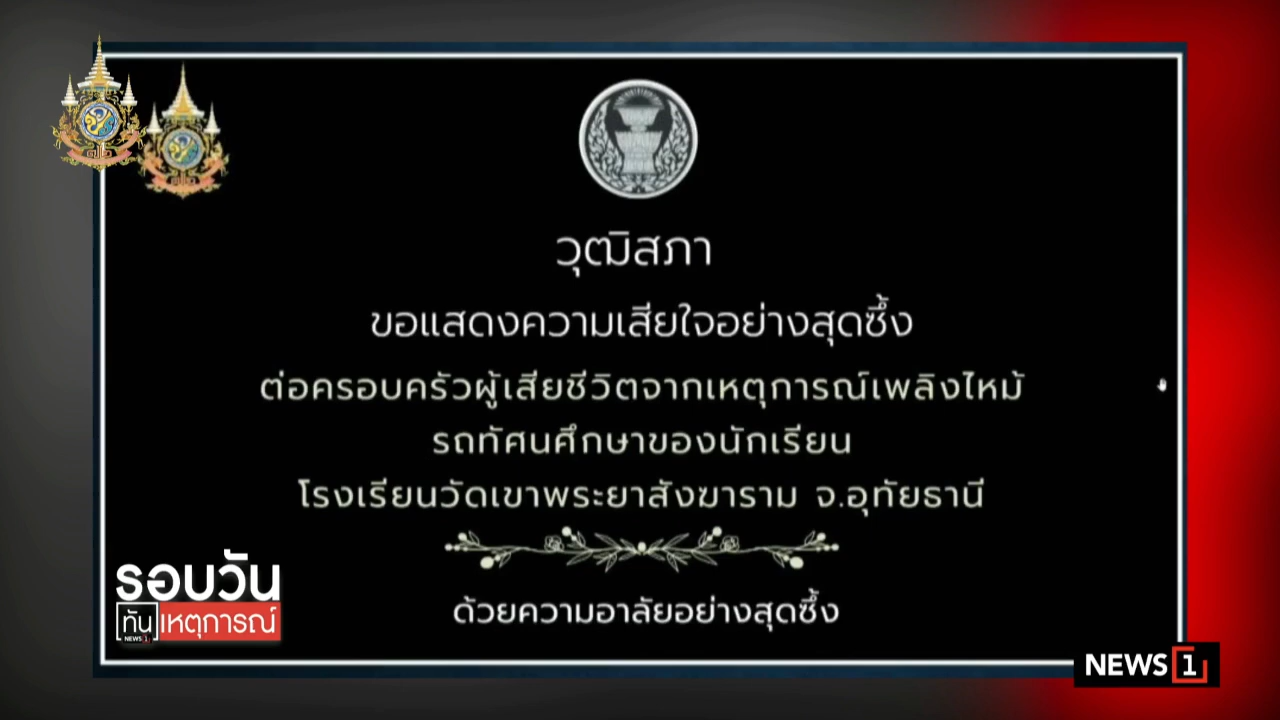 วุฒิสภา
ขอแสดงความเสียใจอย่างสุดซึ้ง
ต่อครอบครัวผู้เสียชีวิตจากเหตุการณ์เพลิงไหม้
รถทัศนศึกษาของนักเรียน
โรงเรียนวัดเขาพระยาสังฆาราม จ.อุทัยธานี
ด้วยความอาลัยอย่างสุดซึ้ง
รอบวัน
ทันเหตุการณ์
NEWS 1
NEWS 1